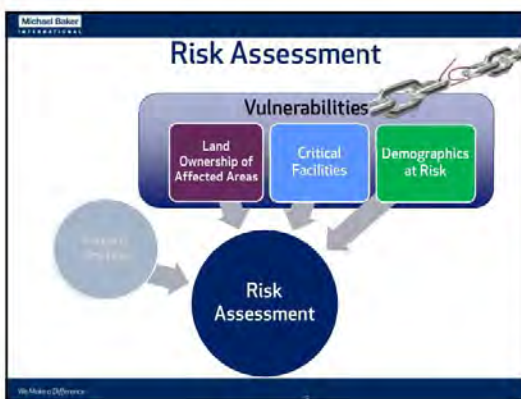 Michael Baker
INTERNATIONAL
Risk Assessment
Vulnerabilities
Land
Ownership of
Affected Areas
Critical
Facilities
Demographics
at Risk
Risk
Assessment
We Make a Difference